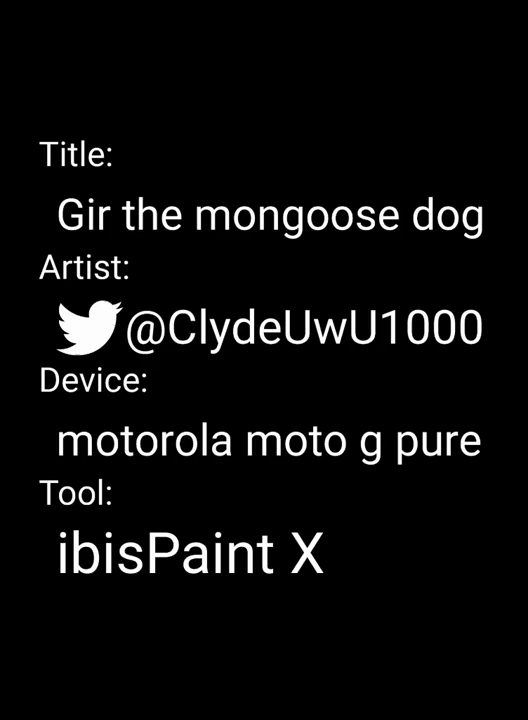 Title:
Gir the mongoose dog
Artist:
@ClydeUwU1000
Device:
motorola moto g pure
Tool:
ibisPaint X